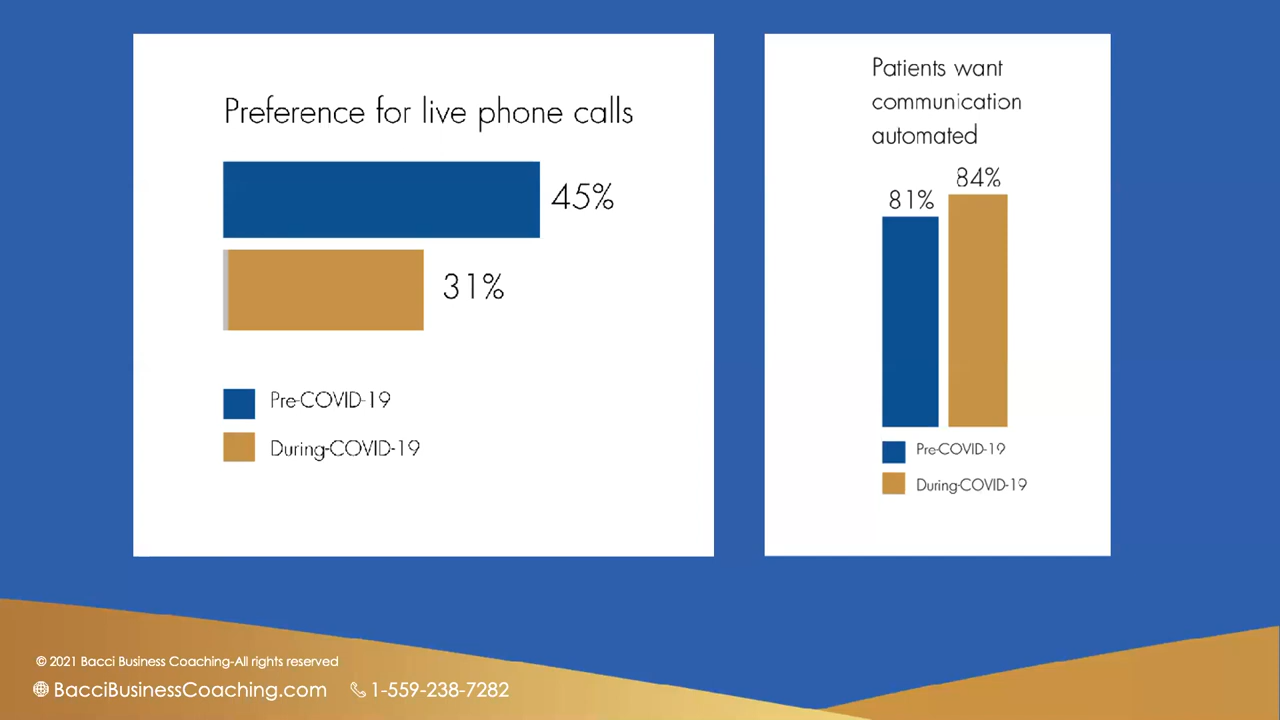 Preference for live phone calls
45%
31%
Pre-COVID-19
During-COVID-19
Patients want
communication
automated
81%
84%
Pre-COVID-19
During-COVID-19
© 2021 Bacci Business Coaching-All rights reserved
BacciBusinessCoaching.com
1-559-238-7282